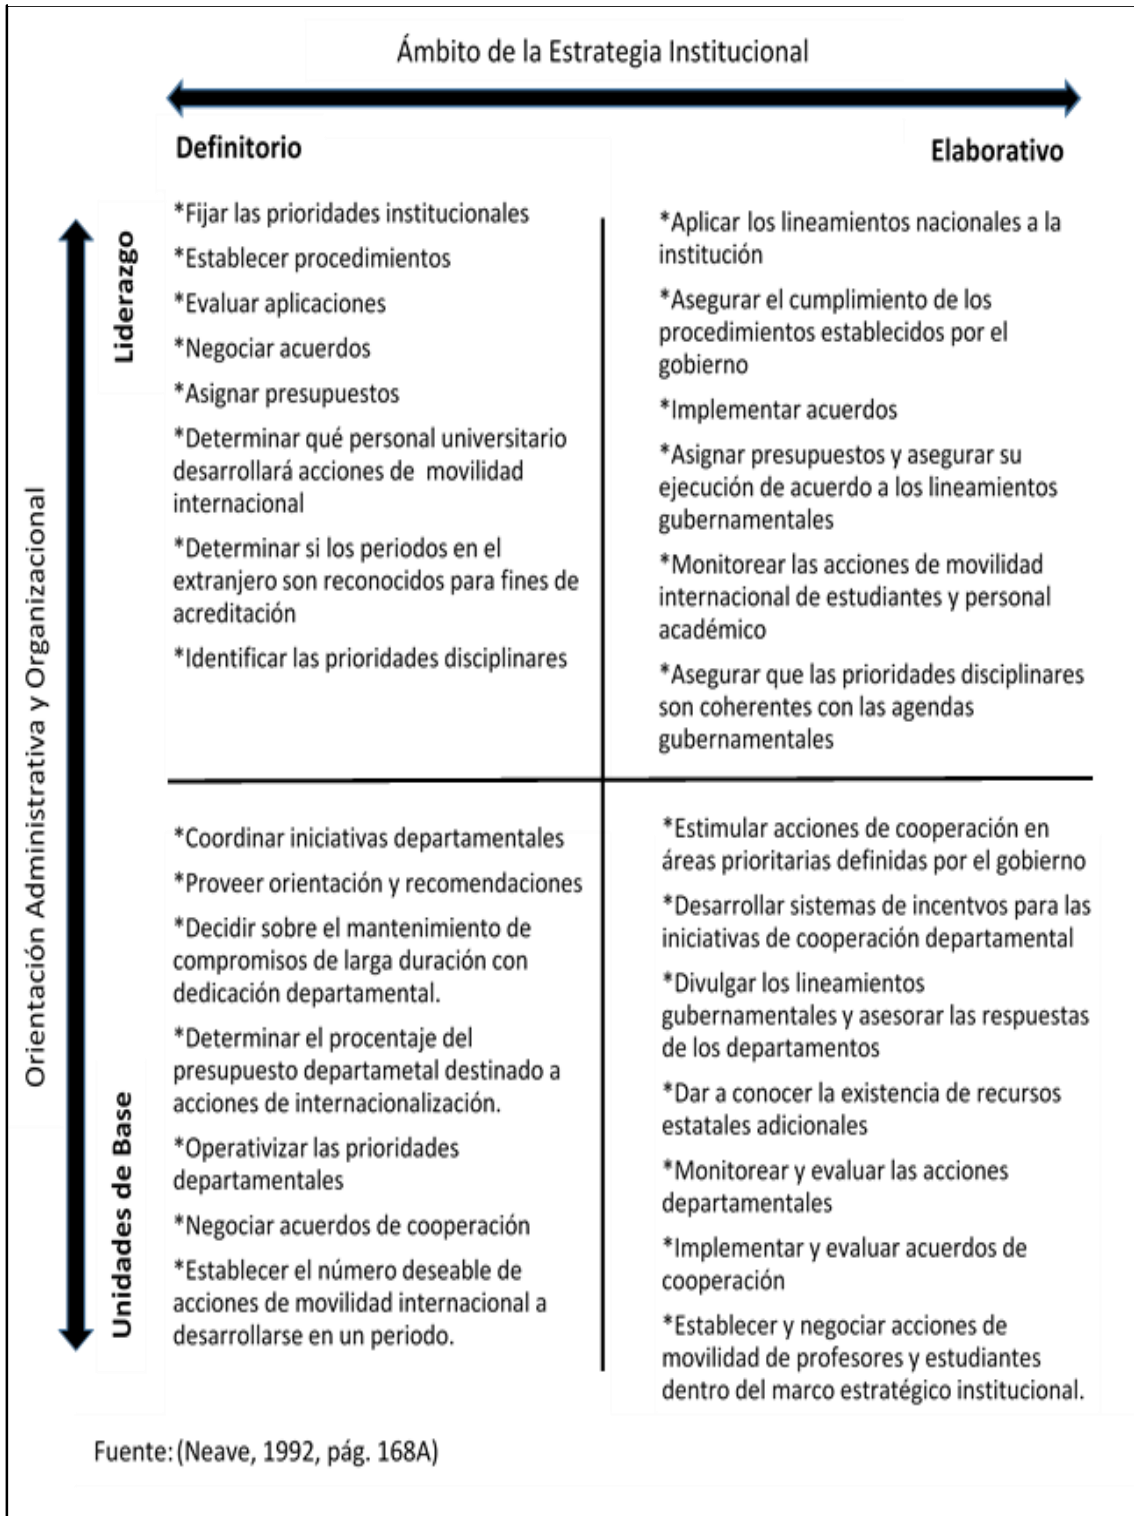 Ámbito de la Estrategia Institucional
Definitorio
Elaborativo
Orientación Administrativa y Organizacional
Liderazgo
*Fijar las prioridades institucionales
*Establecer procedimientos
*Evaluar aplicaciones
*Negociar acuerdos
*Asignar presupuestos
*Determinar qué personal universitario
desarrollará acciones de movilidad
internacional
*Determinar si los periodos en el
extranjero son reconocidos para fines de
acreditación
*Identificar las prioridades disciplinares
*Aplicar los lineamientos nacionales a la
institución
*Asegurar el cumplimiento de los
procedimientos establecidos por el
gobierno
*Implementar acuerdos
*Asignar presupuestos y asegurar su
ejecución de acuerdo a los lineamientos
gubernamentales
*Monitorear las acciones de movilidad
internacional de estudiantes y personal
académico
*Asegurar que las prioridades disciplinares
son coherentes con las agendas
gubernamentales
Unidades de Base
*Coordinar iniciativas departamentales
*Proveer orientación y recomendaciones
*Decidir sobre el mantenimiento de
compromisos de larga duración con
dedicación departamental.
*Determinar el procentaje del
presupuesto departametal destinado a
acciones de internacionalización.
*Operativizar las prioridades
departamentales
*Negociar acuerdos de cooperación
*Establecer el número deseable de
acciones de movilidad internacional a
desarrollarse en un periodo.
*Estimular acciones de cooperación en
áreas prioritarias definidas por el gobierno
*Desarrollar sistemas de incentvos para las
iniciativas de cooperación departamental
*Divulgar los lineamientos
gubernamentales y asesorar las respuestas
de los departamentos
*Dar a conocer la existencia de recursos
estatales adicionales
*Monitorear y evaluar las acciones
departamentales
*Implementar y evaluar acuerdos de
cooperación
*Establecer y negociar acciones de
movilidad de profesores y estudiantes
dentro del marco estratégico institucional.
Fuente: (Neave, 1992, pág. 168A)